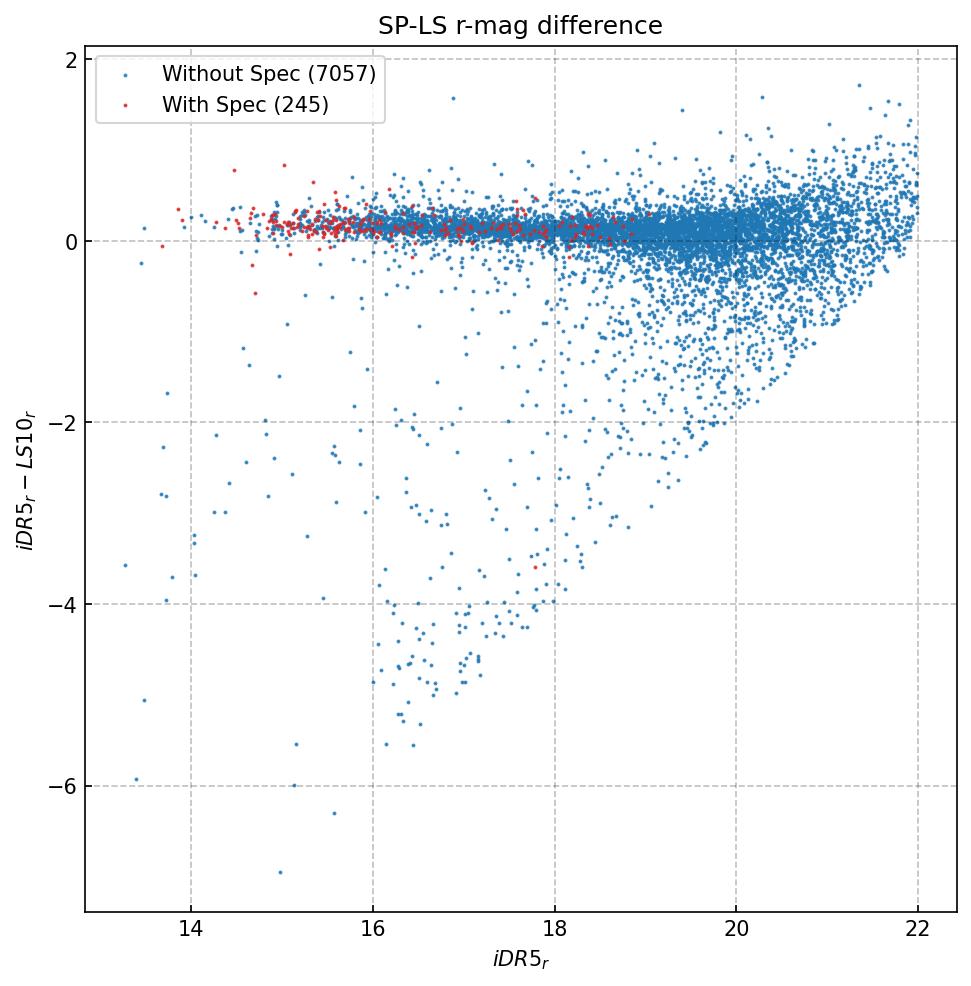 SP-LS r-mag difference
Without Spec (7057)
With Spec (245)
2
0
−2
−4
−6
iDR5r − LS10r
14 16 18 20 22
iDR5r